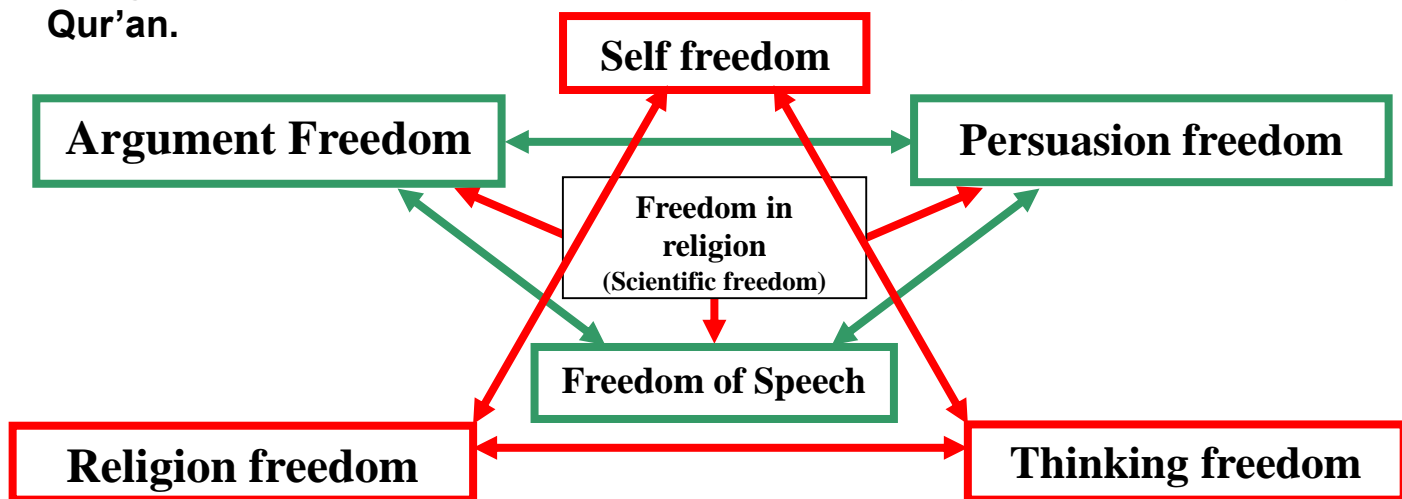 Qur’an.
Self freedom
Argument Freedom
Persuasion freedom
Freedom in
religion
(Scientific freedom)
Freedom of Speech
Religion freedom
Thinking freedom